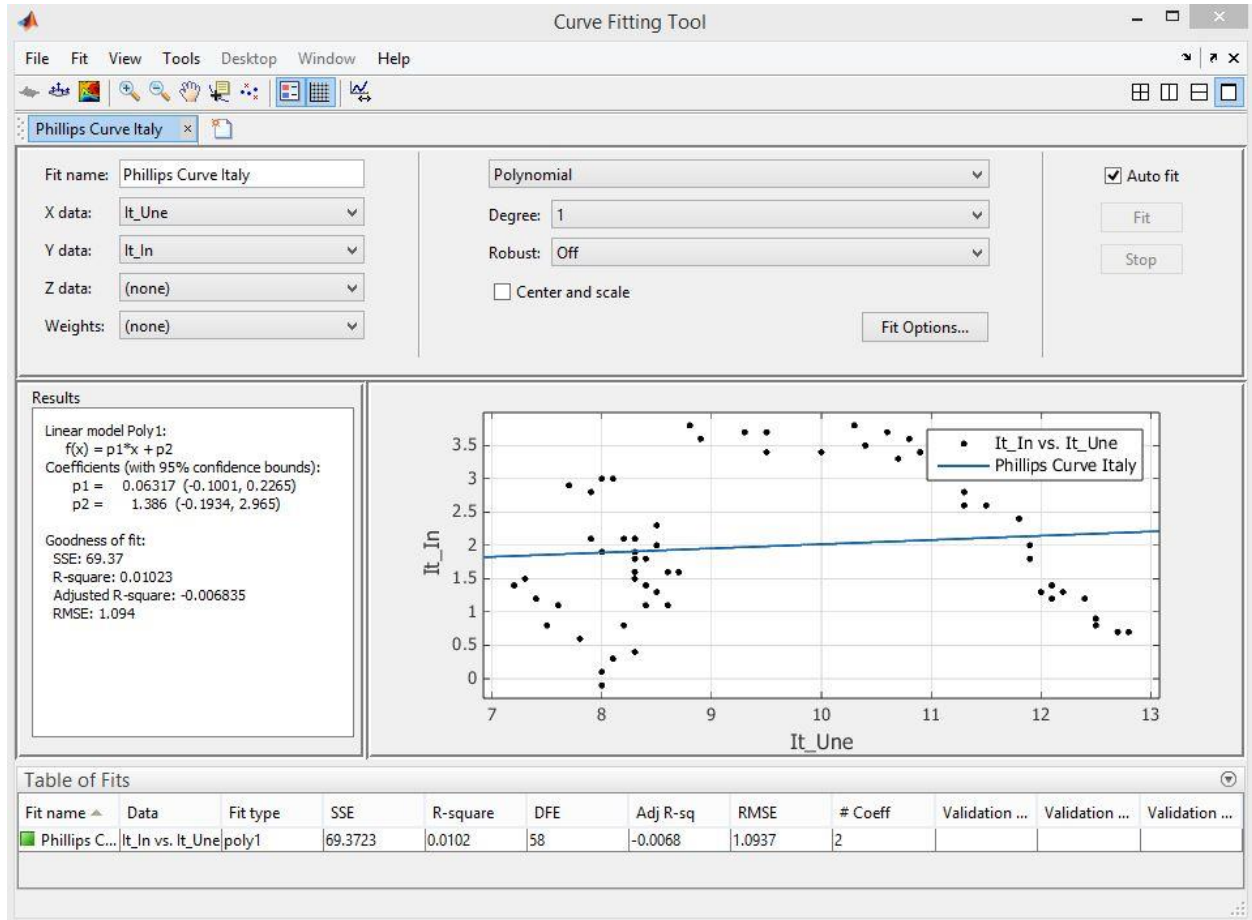 Curve Fitting Tool
File Fit View Tools Desktop Window Help
Phillips Curve Italy
Fit name: Phillips Curve Italy
X data: It_Une
Y data: It_In
Z data: (none)
Weights: (none)
Polynomial
Degree: 1
Robust: Off
Center and scale
Fit Options...
Auto fit
Fit
Stop
Results
Linear model Poly1:
f(x) = p1*x + p2
Coefficients (with 95% confidence bounds):
p1 = 0.06317 (-0.1001, 0.2265)
p2 = 1.386 (-0.1934, 2.965)
Goodness of fit:
SSE: 69.37
R-square: 0.01023
Adjusted R-square: -0.006835
RMSE: 1.094
It_In
3.5
3
2.5
2
1.5
1
0.5
0
It_In vs. It_Une
Phillips Curve Italy
7 8 9 10 11 12 13
It_Une
Table of Fits
Fit name Data Fit type SSE R-square DFE Adj R-sq RMSE # Coeff Validation ... Validation ... Validation ...
Phillips C... It_In vs. It_Une poly1 69.3723 0.0102 58 -0.0068 1.0937 2